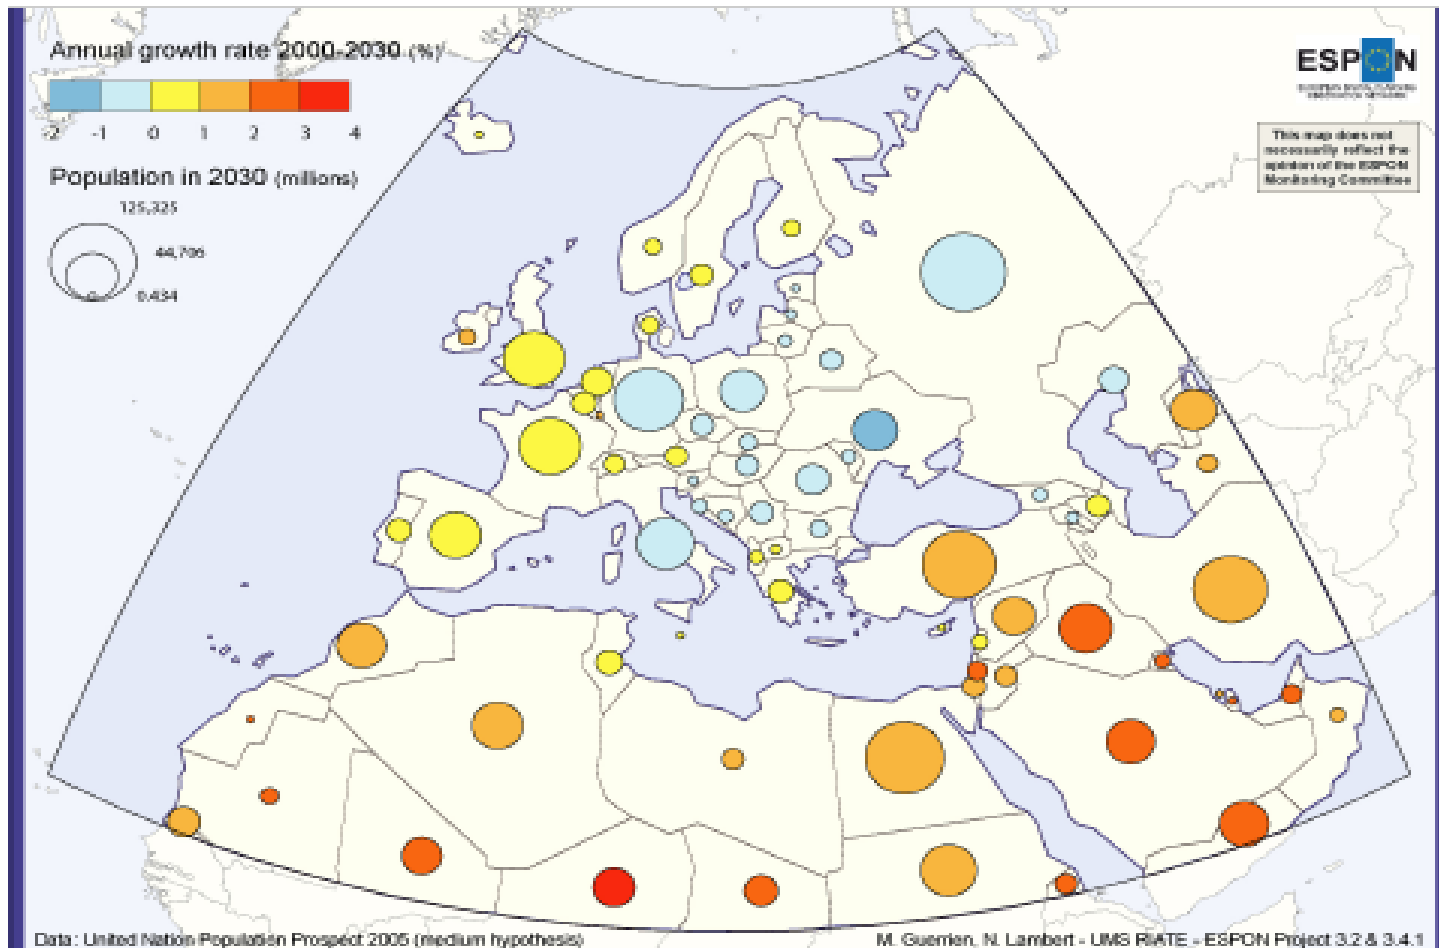 Annual growth rate 2000-2030 (%)
-2 -1 0 1 2 3 4
Population in 2030 (millions)
125,325
44,706
0.434
ESPON
This map does not
necessarily reflect the
opinion of the ESPON
Monitoring Committee
Data: United Nation Population Prospect 2005 (medium hypothesis)
M. Guerrien, N. Lambert - UMS RIATE - ESPON Project 3.2 & 3.4.1